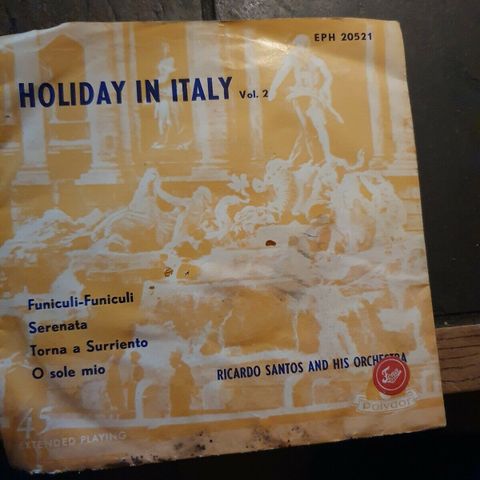 EPH 20521
HOLIDAY IN ITALY Vol. 2
Funiculi-Funiculi
Serenata
Torna a Surriento
O sole mio
RICARDO SANTOS AND HIS ORCHESTRA
45
EXTENDED PLAYING